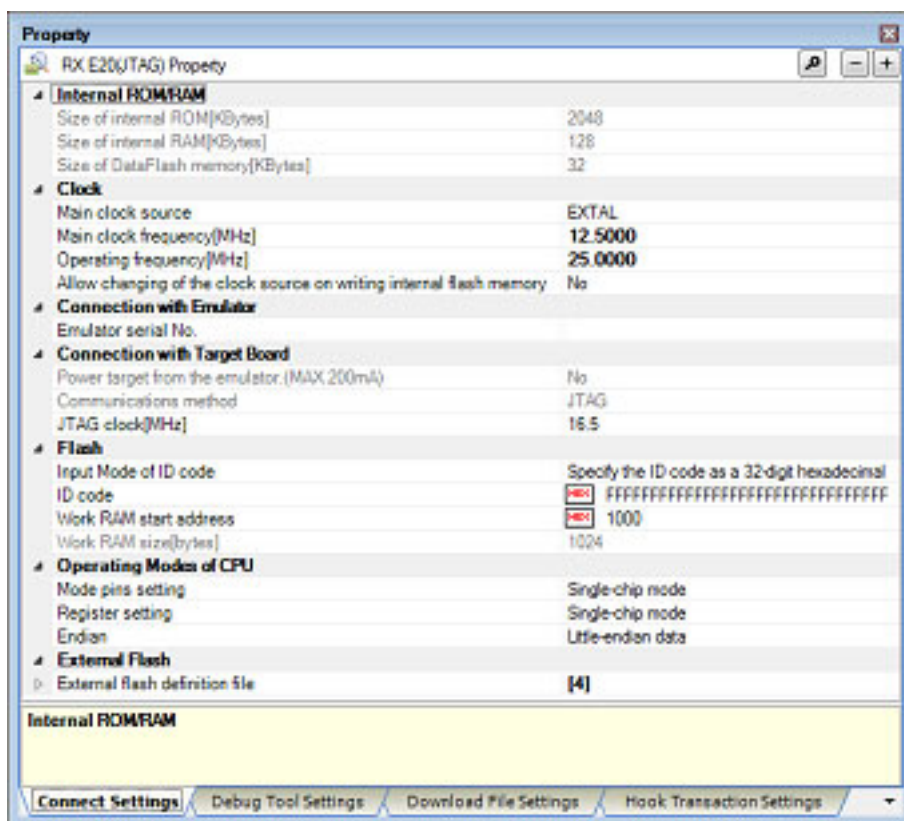 Property
RX E20(JTAG) Property
Internal ROM/RAM
Size of internal ROM[KBytes] 2048
Size of internal RAM[KBytes] 128
Size of DataFlash memory[KBytes] 32
Clock
Main clock source EXTAL
Main clock frequency[MHz] 12.5000
Operating frequency[MHz] 25.0000
Allow changing of the clock source on writing internal flash memory No
Connection with Emulator
Emulator serial No.
Connection with Target Board
Power target from the emulator.(MAX 200mA) No
Communications method JTAG
JTAG clock[MHz] 16.5
Flash
Input Mode of ID code Specify the ID code as a 32-digit hexadecimal
ID code HEX FFFFFFFFFFFFFFFFFFFFFFFFFFFFFFFF
Work RAM start address HEX 1000
Work RAM size[bytes] 1024
Operating Modes of CPU
Mode pins setting Single-chip mode
Register setting Single-chip mode
Endian Little-endian data
External Flash
External flash definition file [4]
Internal ROM/RAM
Connect Settings Debug Tool Settings Download File Settings Hook Transaction Settings